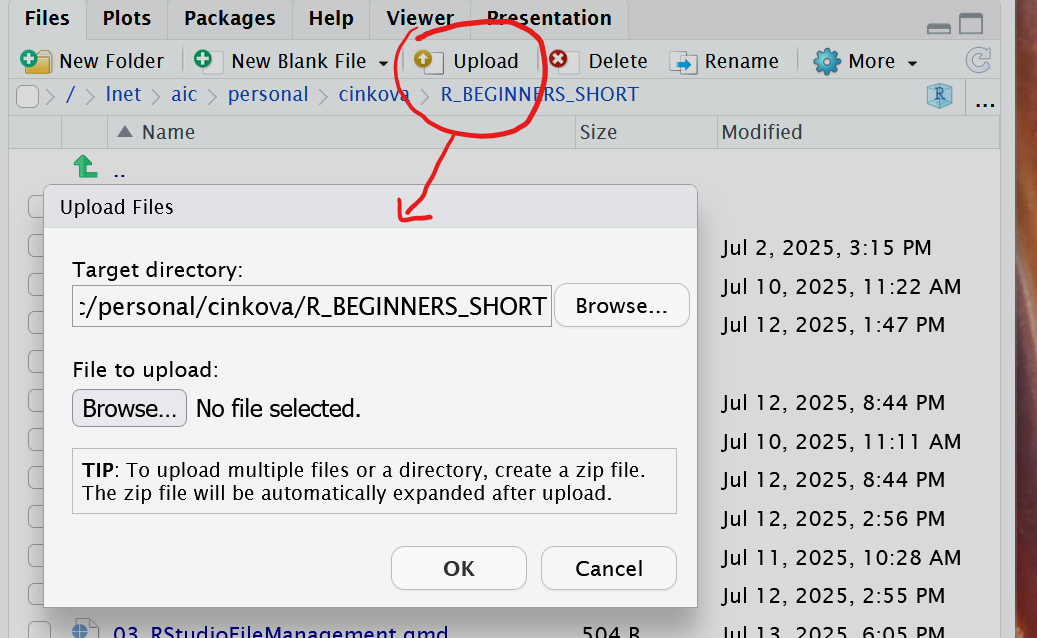 Files Plots Packages Help Viewer Presentation
New Folder New Blank File Upload Delete Rename More
/ lnet aic personal cinkova R_BEGINNERS_SHORT R ...
Name Size Modified
..
Upload Files
Jul 2, 2025, 3:15 PM
Target directory:
Jul 10, 2025, 11:22 AM
:/personal/cinkova/R_BEGINNERS_SHORT Browse...
Jul 12, 2025, 1:47 PM
File to upload:
Browse... No file selected.
Jul 12, 2025, 8:44 PM
Jul 10, 2025, 11:11 AM
TIP: To upload multiple files or a directory, create a zip file.
Jul 12, 2025, 8:44 PM
The zip file will be automatically expanded after upload.
Jul 12, 2025, 2:56 PM
Jul 11, 2025, 10:28 AM
OK Cancel
Jul 12, 2025, 2:55 PM
03_RStudioFileManagement.qmd 504 B Jul 13, 2025, 6:05 PM